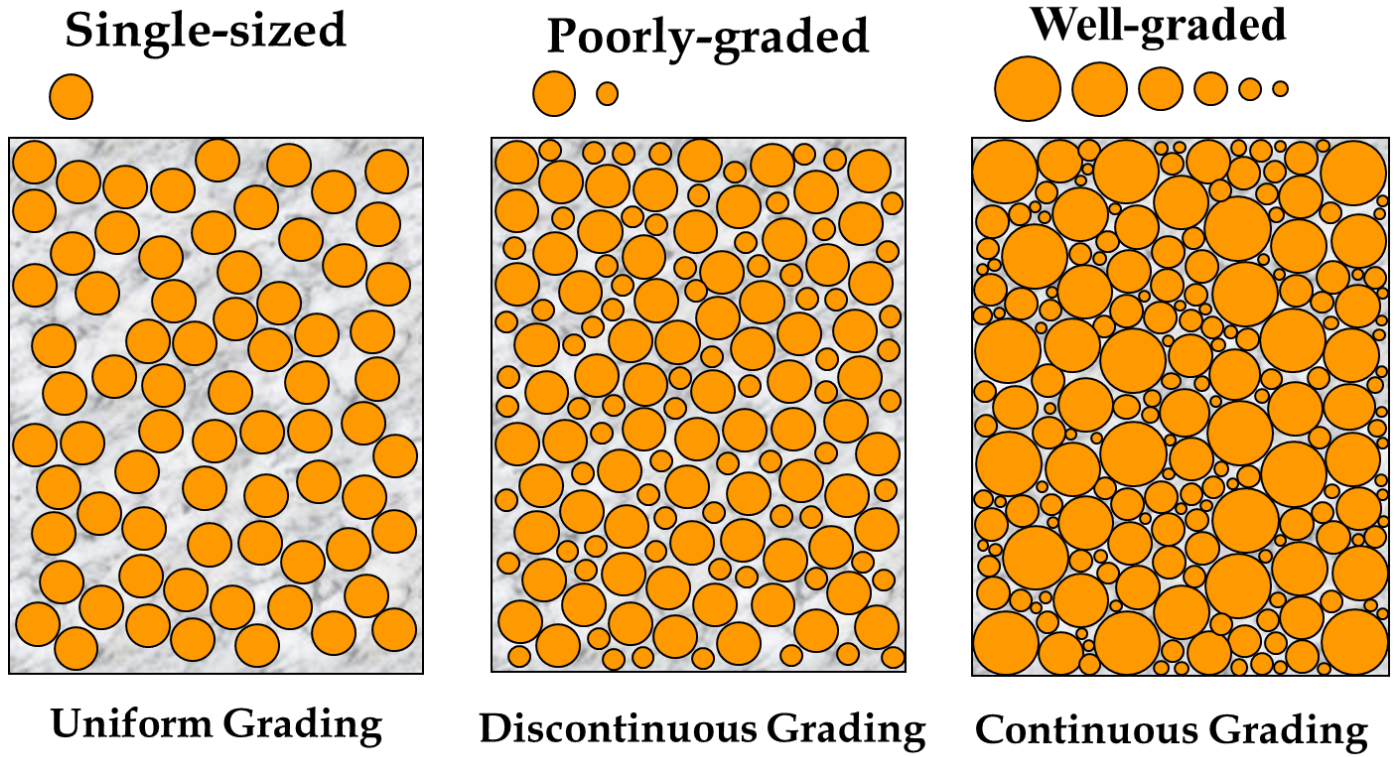 Single-sized
Poorly-graded
Well-graded
Uniform Grading
Discontinuous Grading
Continuous Grading